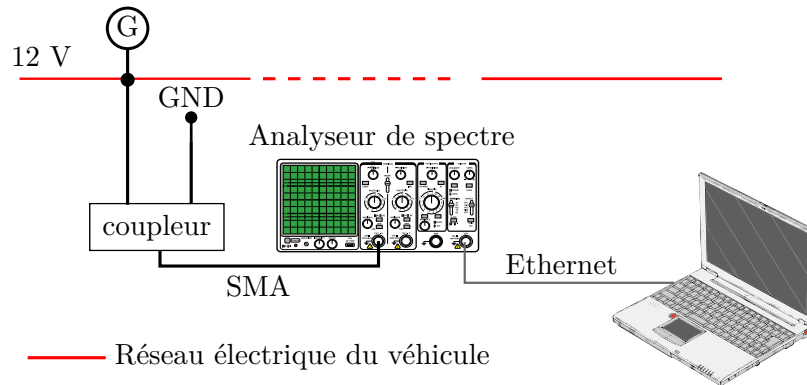 G
12 V
GND
Analyseur de spectre
coupleur
Ethernet
SMA
Réseau électrique du véhicule